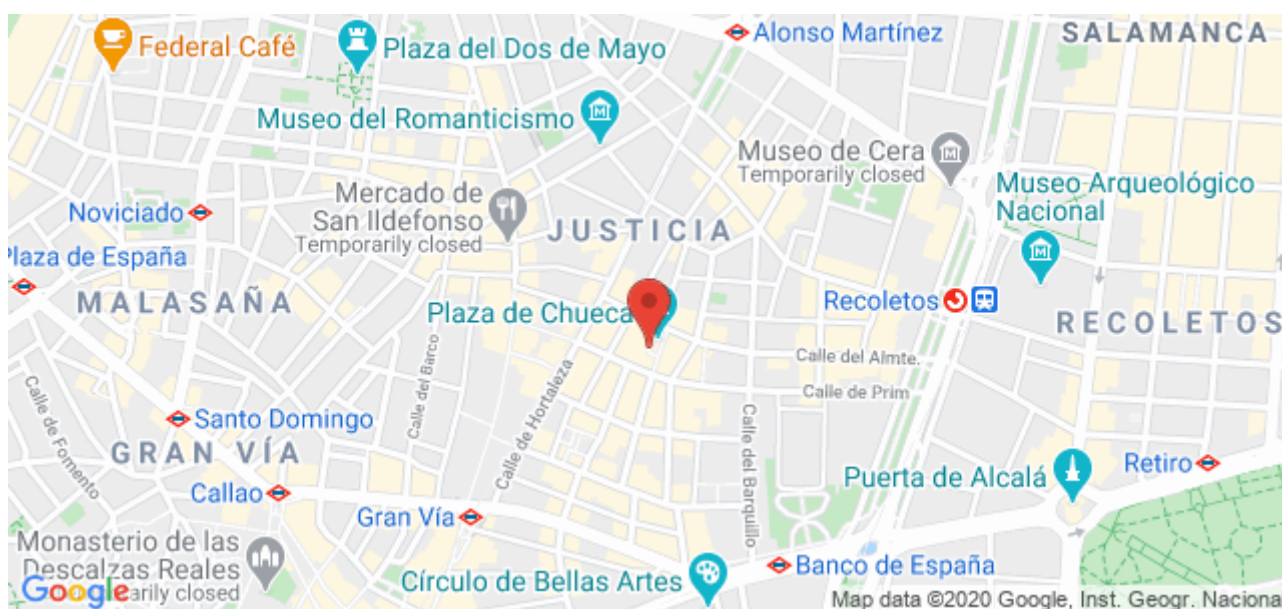 Federal Café
Plaza del Dos de Mayo
Alonso Martínez
SALAMANCA
Museo del Romanticismo
Museo de Cera
Temporarily closed
Museo Arqueológico
Nacional
Mercado de
San Ildefonso
Temporarily closed
Noviciado
JUSTICIA
Plaza de España
MALASAÑA
Plaza de Chueca
Recoletos
RECOLETOS
Calle del Almte.
Calle de Prim
Calle del Barco
Calle de Hortaleza
Calle de Fomento
Santo Domingo
GRAN VÍA
Calle del Barquillo
Puerta de Alcalá
Retiro
Callao
Gran Vía
Monasterio de las
Descalzas Reales
arily closed
Google
Círculo de Bellas Artes
Banco de España
Map data ©2020 Google, Inst. Geogr. Naciona